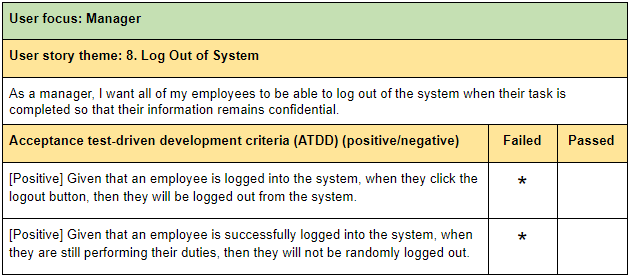 User focus: Manager
User story theme: 8. Log Out of System
As a manager, I want all of my employees to be able to log out of the system when their task is
completed so that their information remains confidential.
Acceptance test-driven development criteria (ATDD) (positive/negative) Failed Passed
[Positive] Given that an employee is logged into the system, when they click the
logout button, then they will be logged out from the system. *
[Positive] Given that an employee is successfully logged into the system, when
they are still performing their duties, then they will not be randomly logged out. *